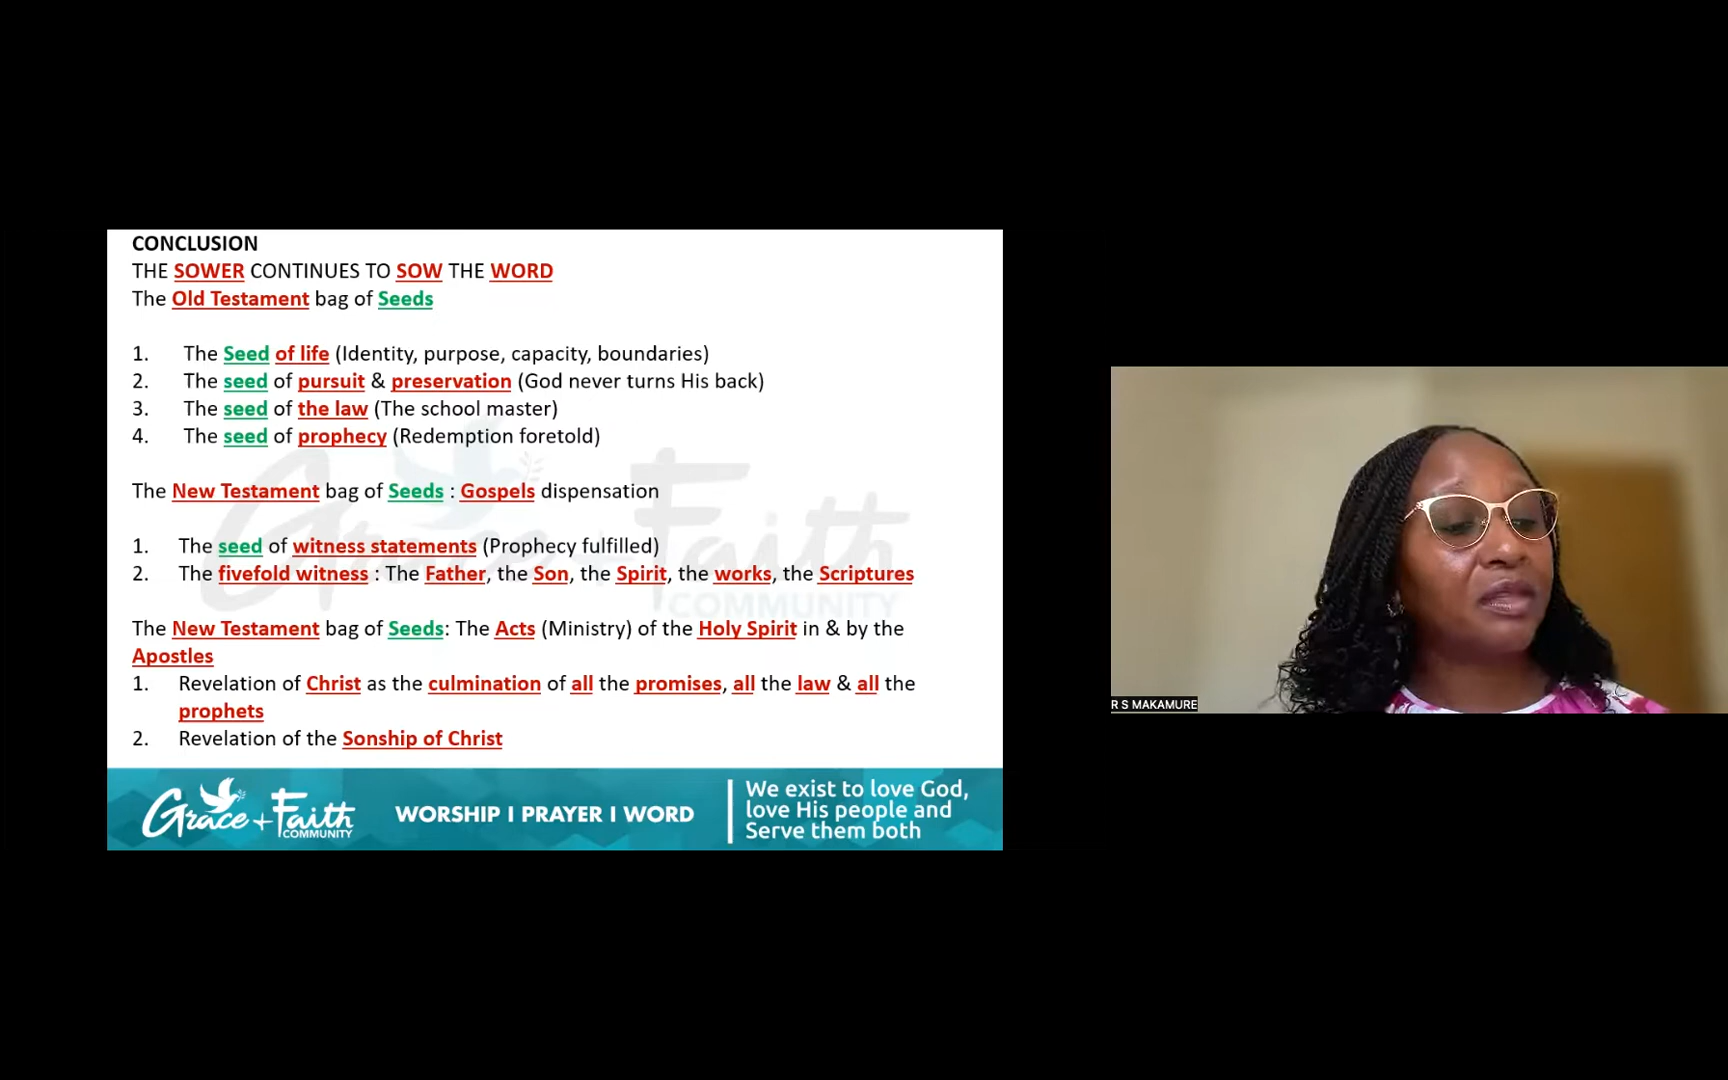 CONCLUSION
THE SOWER CONTINUES TO SOW THE WORD
The Old Testament bag of Seeds
1. The Seed of life (Identity, purpose, capacity, boundaries)
2. The seed of pursuit & preservation (God never turns His back)
3. The seed of the law (The school master)
4. The seed of prophecy (Redemption foretold)
The New Testament bag of Seeds : Gospels dispensation
1. The seed of witness statements (Prophecy fulfilled)
2. The fivefold witness : The Father, the Son, the Spirit, the works, the Scriptures
The New Testament bag of Seeds: The Acts (Ministry) of the Holy Spirit in & by the
Apostles
1. Revelation of Christ as the culmination of all the promises, all the law & all the
prophets
2. Revelation of the Sonship of Christ
Grace + Faith
COMMUNITY
Grace + Faith
COMMUNITY
WORSHIP I PRAYER I WORD
We exist to love God,
love His people and
Serve them both
R S MAKAMURE